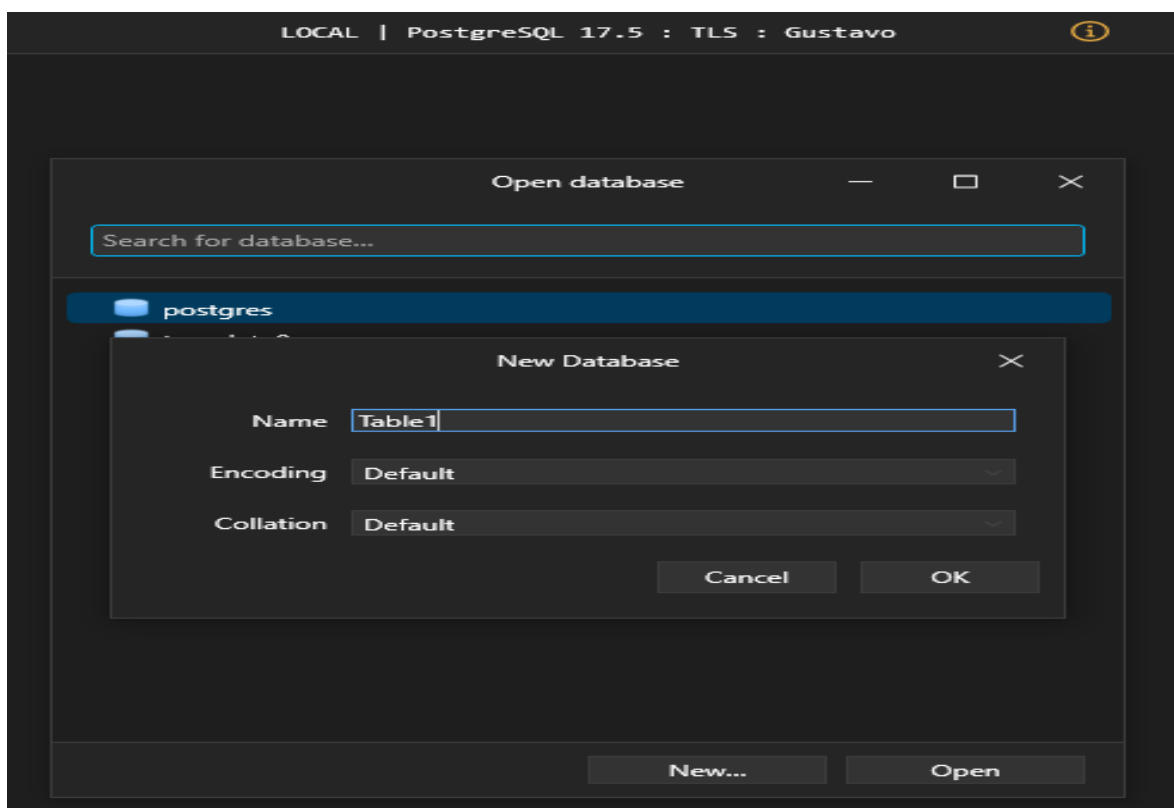 LOCAL | PostgreSQL 17.5 : TLS : Gustavo
Open database
Search for database...
postgres
New Database
Name Table1
Encoding Default
Collation Default
Cancel OK
New... Open